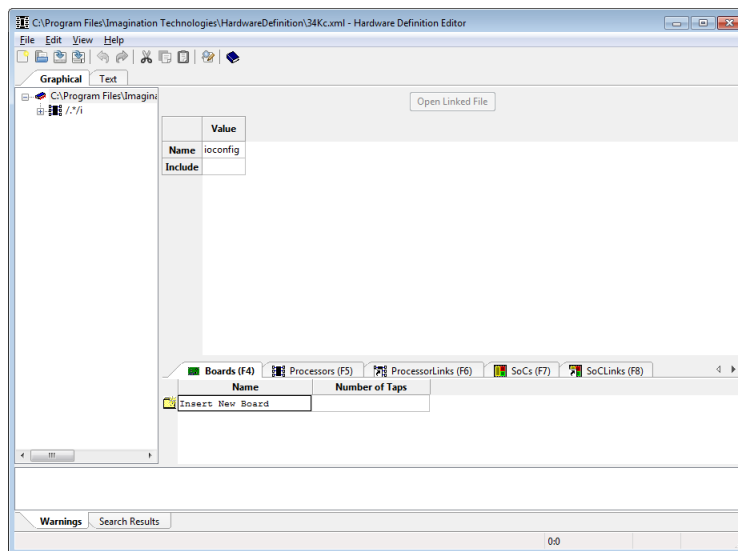 C:\Program Files\Imagination Technologies\HardwareDefinition\34Kc.xml - Hardware Definition Editor
File Edit View Help
Graphical Text
C:\Program Files\Imagina
/.*/i
Open Linked File
Value
Name ioconfig
Include
Boards (F4) Processors (F5) ProcessorLinks (F6) SoCs (F7) SoCLinks (F8)
Name Number of Taps
Insert New Board
Warnings Search Results
0:0